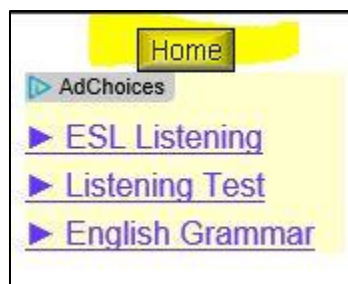 Home
AdChoices
► ESL Listening
► Listening Test
► English Grammar